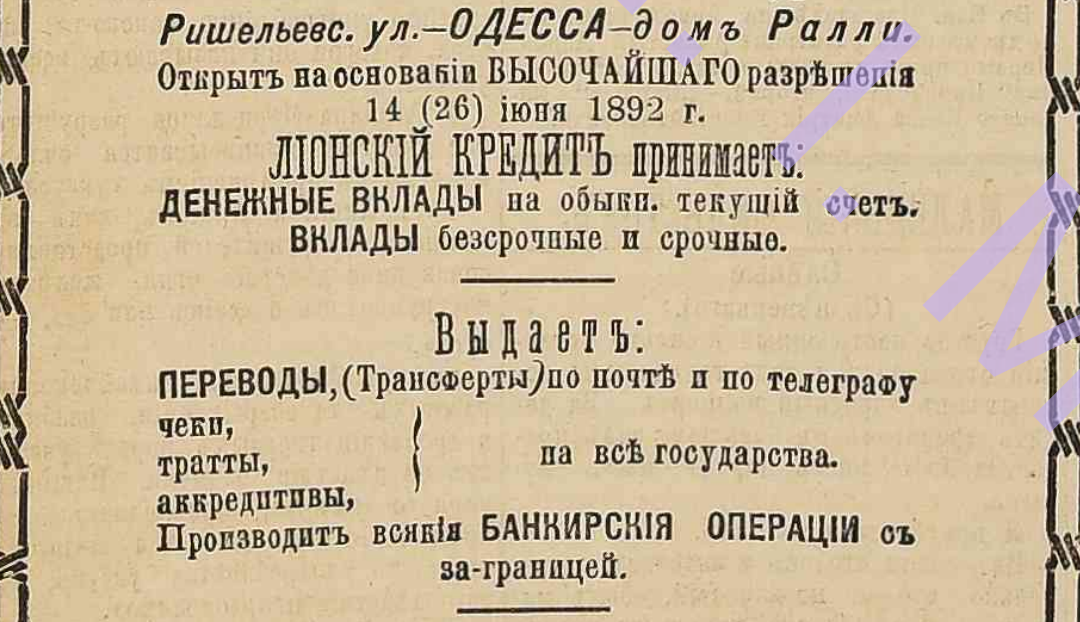 Ришельевс. ул.–ОДЕССА–домъ Ралли.
Открытъ на основаніи ВЫСОЧАЙШАГО разрѣшенія
14 (26) іюня 1892 г.
ЛІОНСКІЙ КРЕДИТЪ принимаетъ:
ДЕНЕЖНЫЕ ВКЛАДЫ на обыкн. текущій счетъ.
ВКЛАДЫ безсрочные и срочные.
Выдаетъ:
ПЕРЕВОДЫ, (Трансферты) по почтѣ и по телеграфу
чеки,
тратты,
аккредитивы,
на всѣ государства.
Производитъ всякія БАНКИРСКІЯ ОПЕРАЦІИ съ
за-границей.